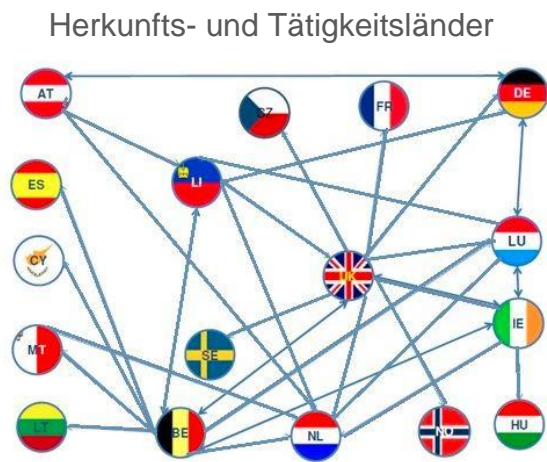 Herkunfts- und Tätigkeitsländer
AT
CZ
FR
DE
ES
LI
CY
LU
UK
MT
SE
IE
LT
BE
NL
NO
HU